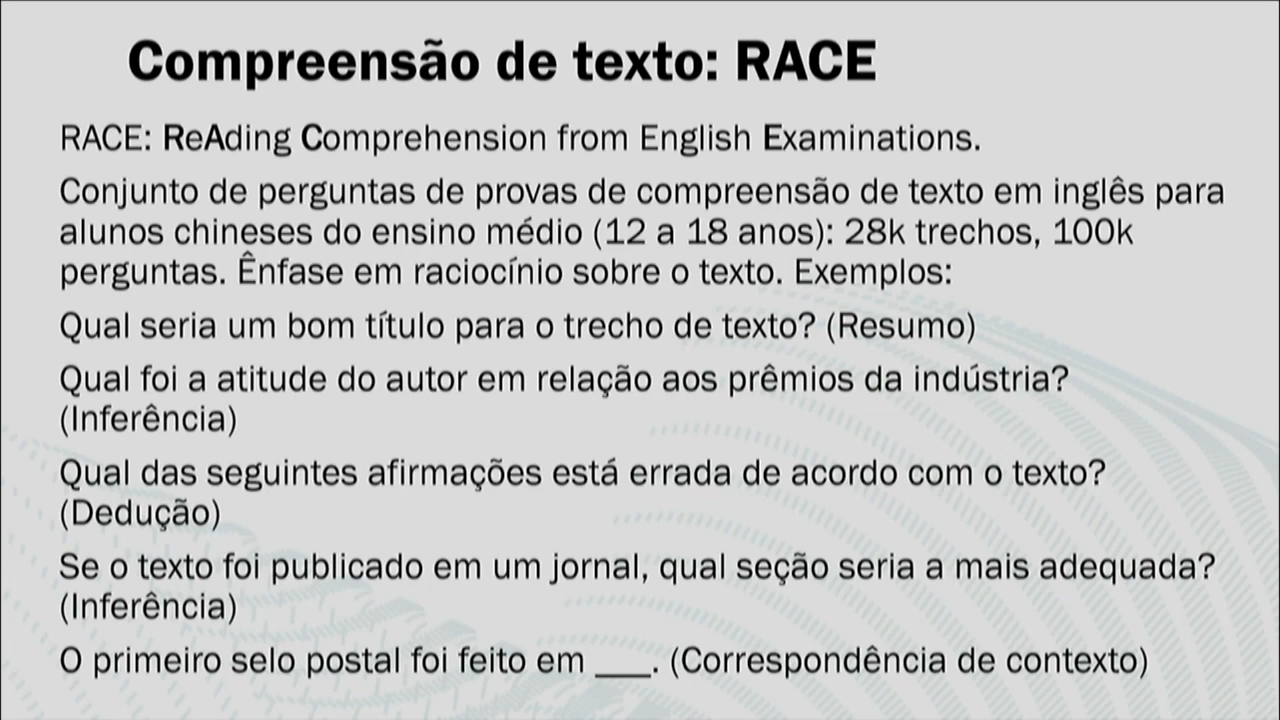 Compreensão de texto: RACE
RACE: ReAding Comprehension from English Examinations.
Conjunto de perguntas de provas de compreensão de texto em inglês para
alunos chineses do ensino médio (12 a 18 anos): 28k trechos, 100k
perguntas. Ênfase em raciocínio sobre o texto. Exemplos:
Qual seria um bom título para o trecho de texto? (Resumo)
Qual foi a atitude do autor em relação aos prêmios da indústria?
(Inferência)
Qual das seguintes afirmações está errada de acordo com o texto?
(Dedução)
Se o texto foi publicado em um jornal, qual seção seria a mais adequada?
(Inferência)
O primeiro selo postal foi feito em ___. (Correspondência de contexto)